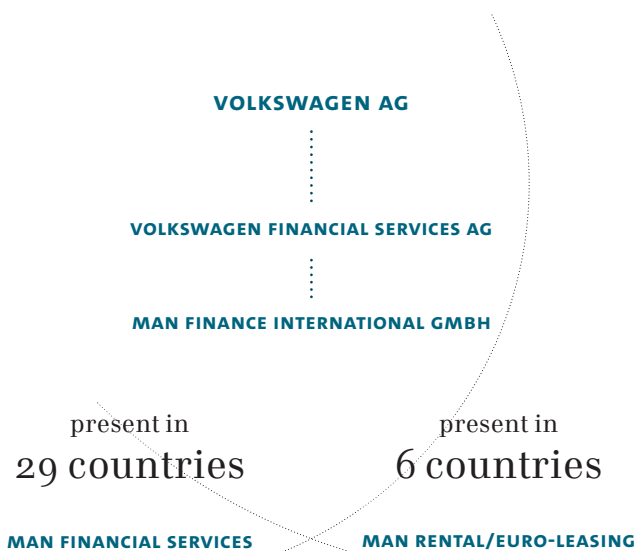 VOLKSWAGEN AG
VOLKSWAGEN FINANCIAL SERVICES AG
MAN FINANCE INTERNATIONAL GMBH
present in
29 countries
present in
6 countries
MAN FINANCIAL SERVICES
MAN RENTAL/EURO-LEASING